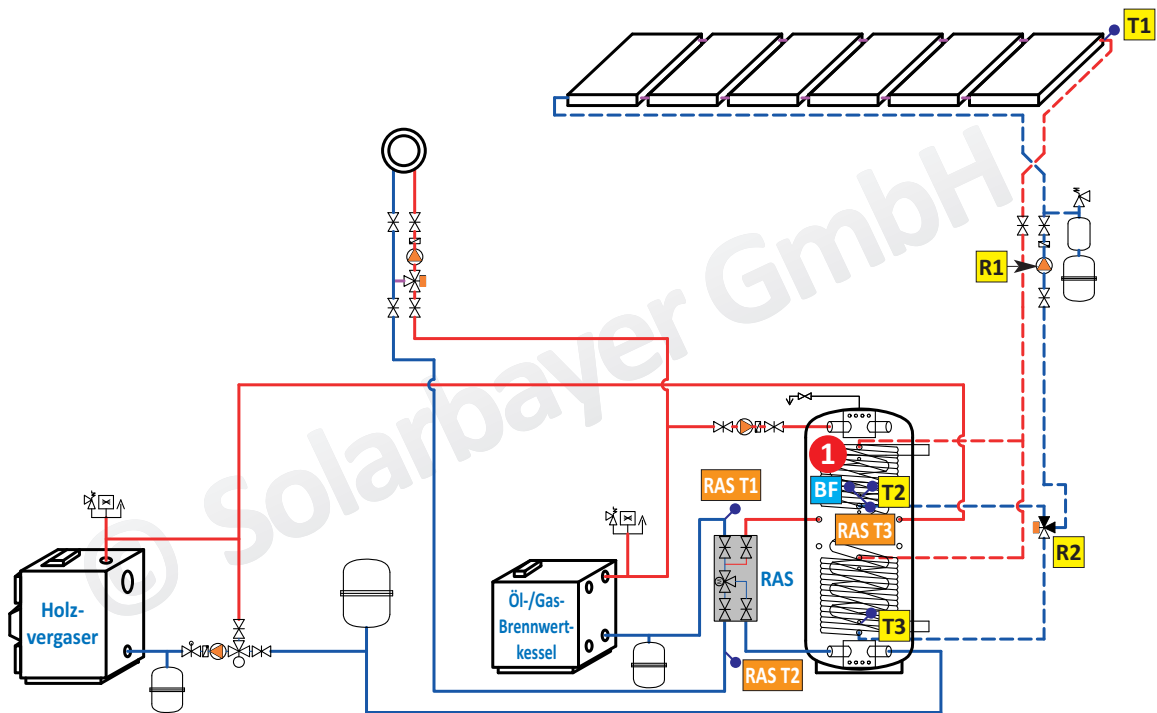 T1
© Solarbayer GmbH
R1
1
RAS T1
BF
T2
RAS T3
R2
RAS
Holz-
vergaser
Öl-/Gas-
Brennwert-
kessel
T3
RAS T2